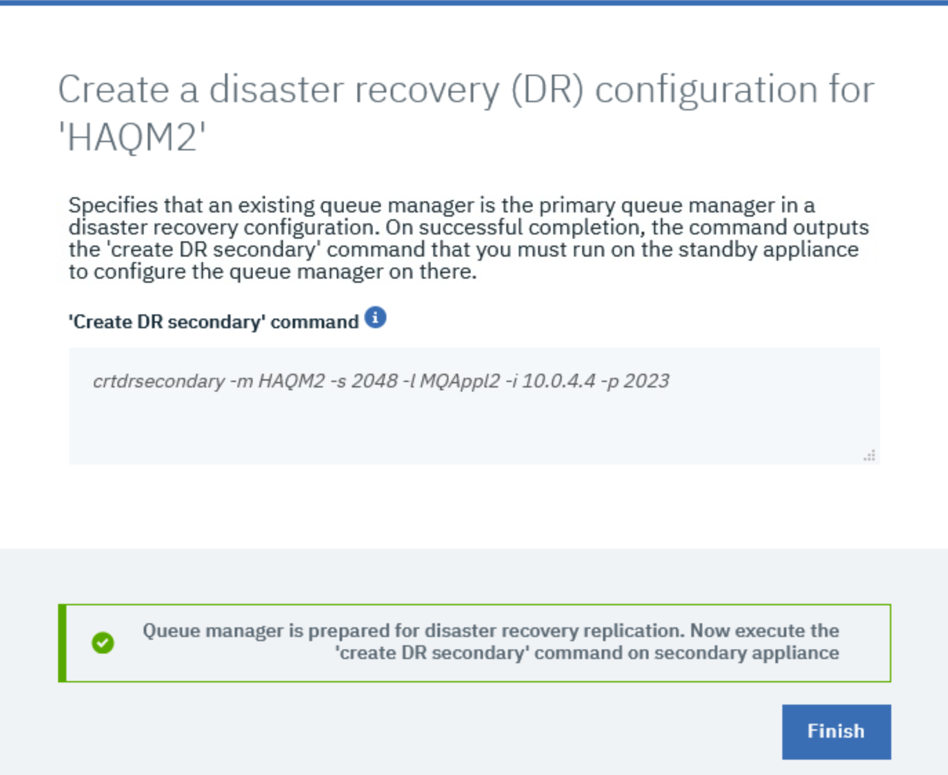 Create a disaster recovery (DR) configuration for
'HAQM2'
Specifies that an existing queue manager is the primary queue manager in a
disaster recovery configuration. On successful completion, the command outputs
the 'create DR secondary' command that you must run on the standby appliance
to configure the queue manager on there.
'Create DR secondary' command
crtdrsecondary -m HAQM2 -s 2048 -l MQAppl2 -i 10.0.4.4 -p 2023
Queue manager is prepared for disaster recovery replication. Now execute the
'create DR secondary' command on secondary appliance
Finish